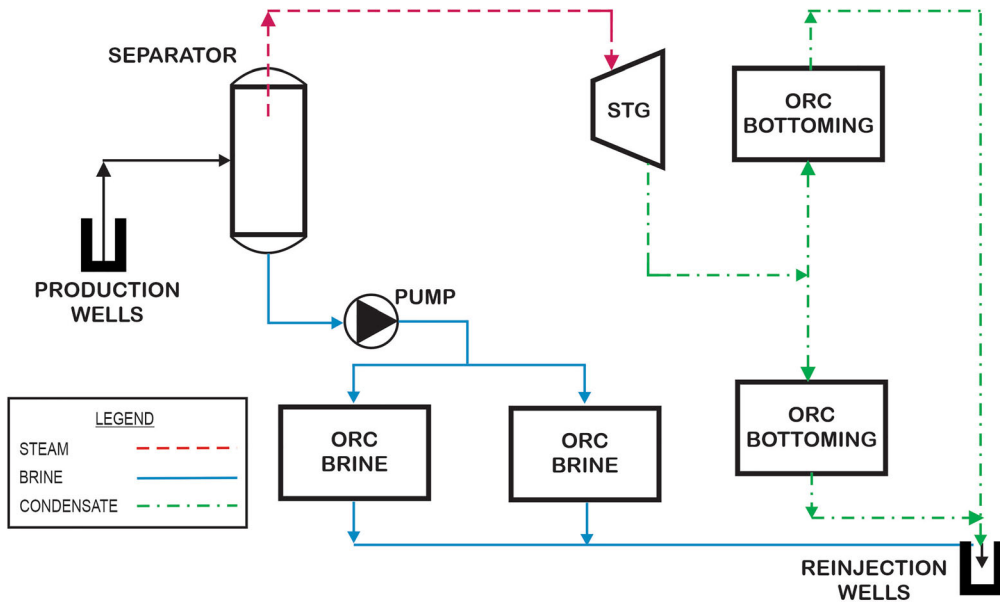 SEPARATOR
STG
ORC
BOTTOMING
PRODUCTION
WELLS
PUMP
LEGEND
STEAM
BRINE
CONDENSATE
ORC
BRINE
ORC
BRINE
ORC
BOTTOMING
REINJECTION
WELLS